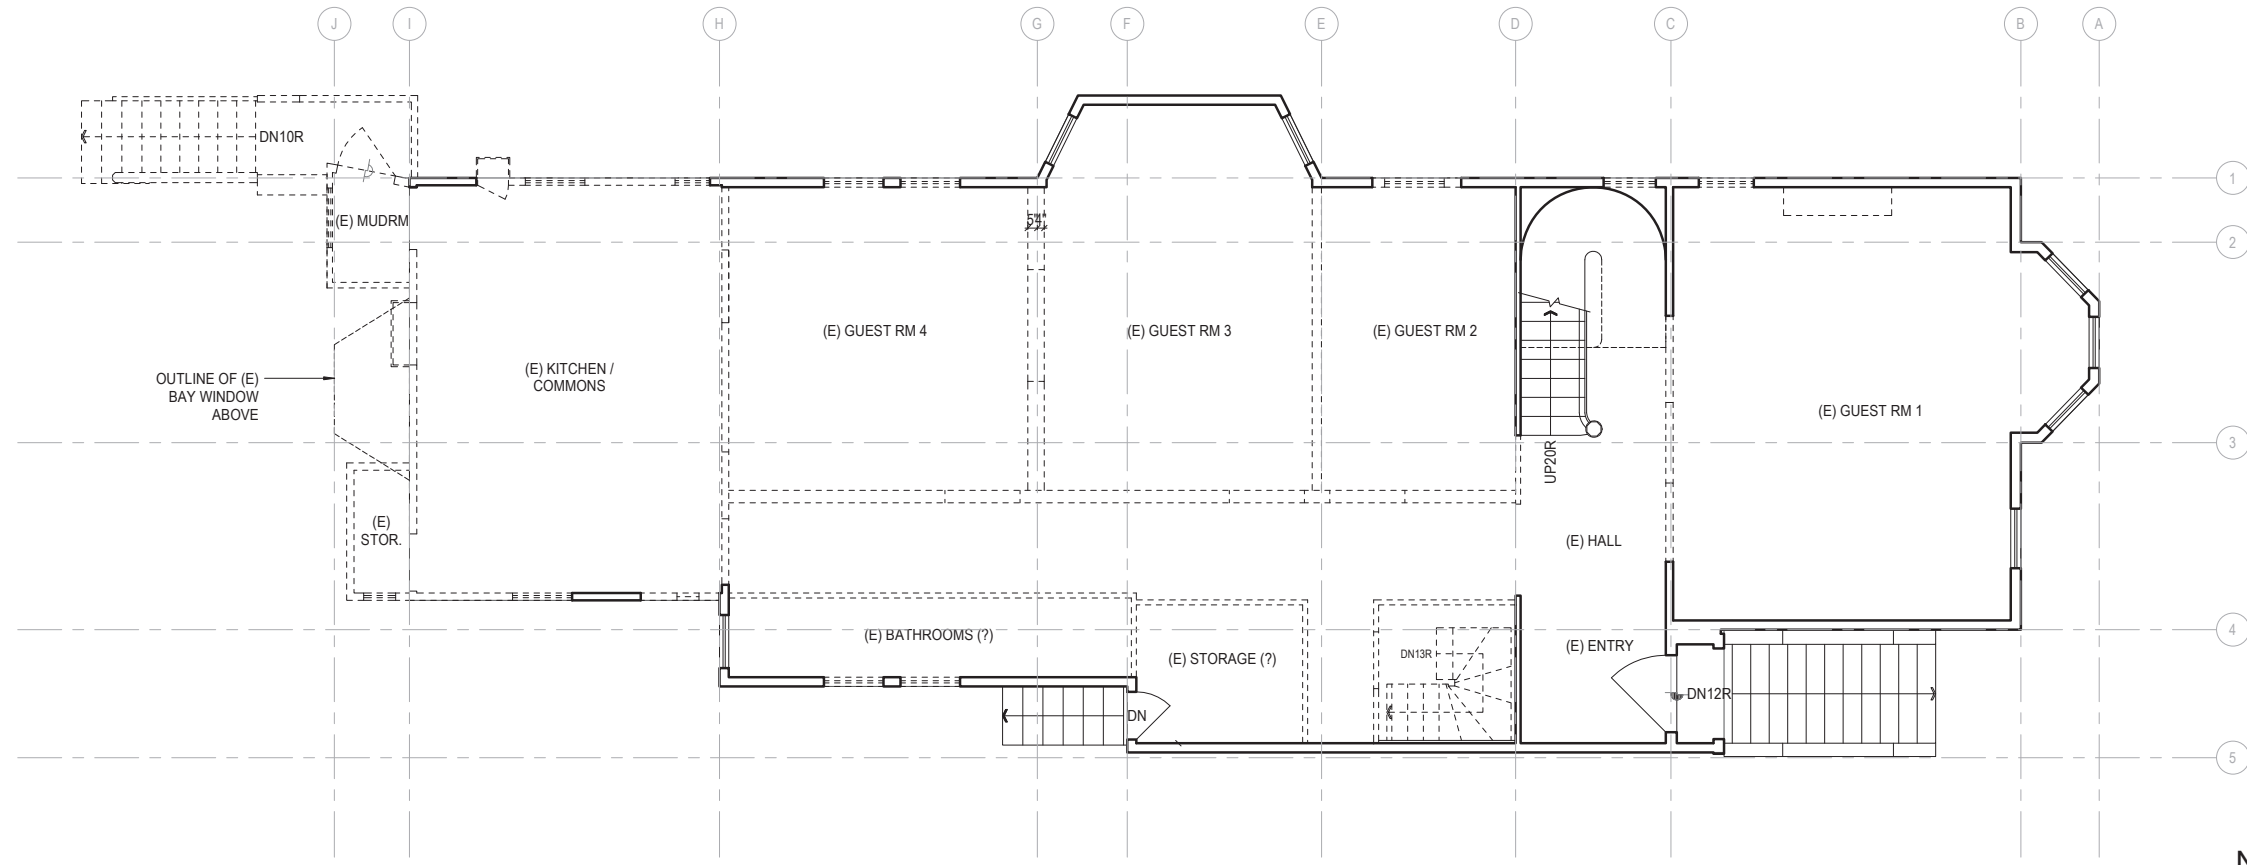 J I H G F E D C B A
DN10R
1
(E) MUDRM
2
(E) GUEST RM 4
(E) GUEST RM 3
(E) GUEST RM 2
(E) KITCHEN /
COMMONS
OUTLINE OF (E)
BAY WINDOW
ABOVE
(E) GUEST RM 1
3
UP20R
(E)
STOR.
(E) HALL
4
(E) BATHROOMS (?)
(E) STORAGE (?)
DN13R
(E) ENTRY
DN12R
DN
5
N